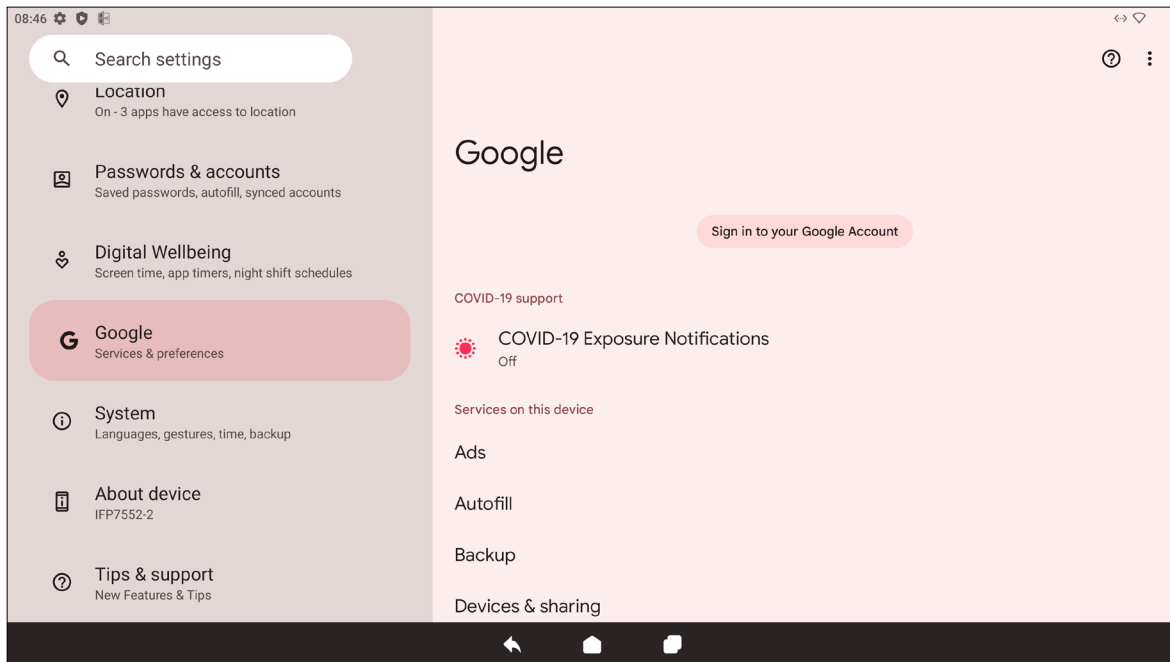 08:46
Search settings
Location
On - 3 apps have access to location
Passwords & accounts
Saved passwords, autofill, synced accounts
Digital Wellbeing
Screen time, app timers, night shift schedules
Google
Services & preferences
System
Languages, gestures, time, backup
About device
IFP7552-2
Tips & support
New Features & Tips
Google
Sign in to your Google Account
COVID-19 support
COVID-19 Exposure Notifications
Off
Services on this device
Ads
Autofill
Backup
Devices & sharing